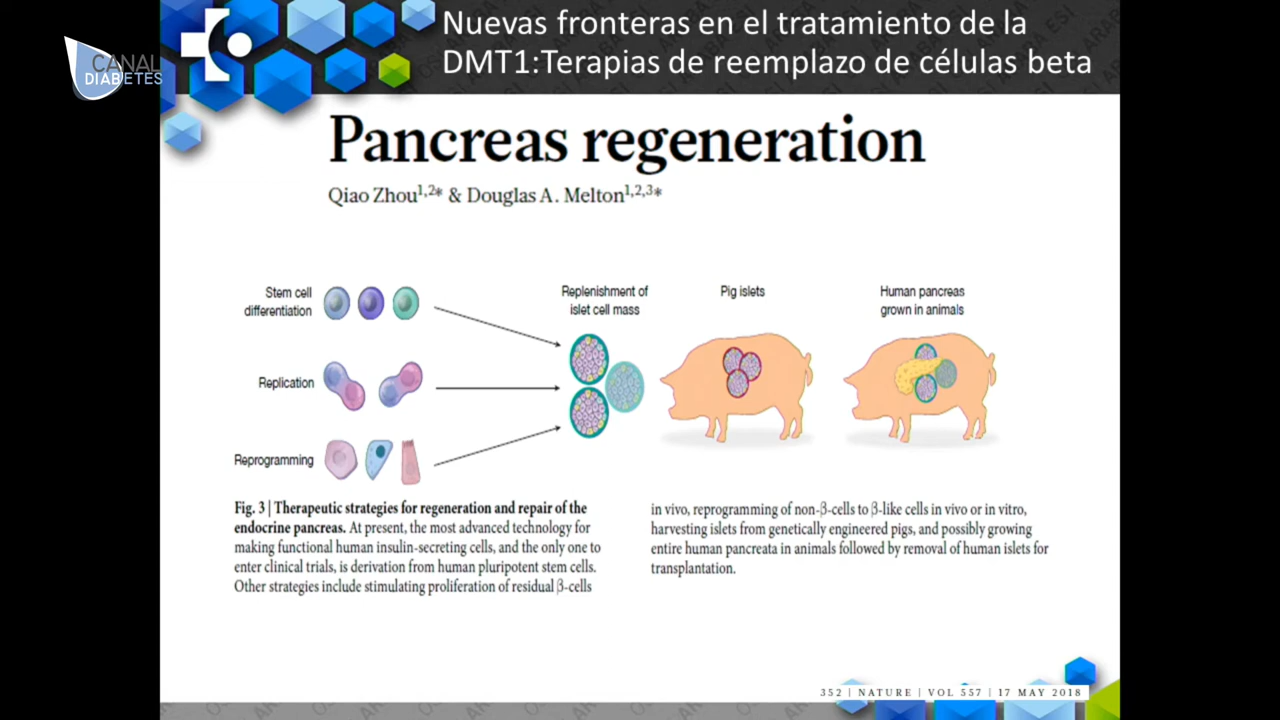 CANAL
DIABETES
Nuevas fronteras en el tratamiento de la
DMT1:Terapias de reemplazo de células beta
Pancreas regeneration
Qiao Zhou1,2* & Douglas A. Melton1,2,3*
Stem cell
differentiation
Replication
Reprogramming
Replenishment of
islet cell mass
Pig islets
Human pancreas
grown in animals
Fig. 3 | Therapeutic strategies for regeneration and repair of the
endocrine pancreas. At present, the most advanced technology for
making functional human insulin-secreting cells, and the only one to
enter clinical trials, is derivation from human pluripotent stem cells.
Other strategies include stimulating proliferation of residual β-cells
in vivo, reprogramming of non-β-cells to β-like cells in vivo or in vitro,
harvesting islets from genetically engineered pigs, and possibly growing
entire human pancreata in animals followed by removal of human islets for
transplantation.
352 | NATURE | VOL 557 | 17 MAY 2018